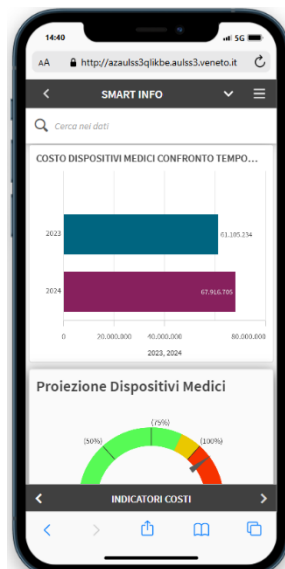 14:40
5G
AA http://azaulss3qlikbe.aulss3.veneto.it
SMART INFO
Cerca nei dati
COSTO DISPOSITIVI MEDICI CONFRONTO TEMPO...
2023 61.105.234
2024 67.916.705
0 20.000.000 40.000.000 80.000.000
2023, 2024
Proiezione Dispositivi Medici
(75%)
(50%) (100%)
INDICATORI COSTI